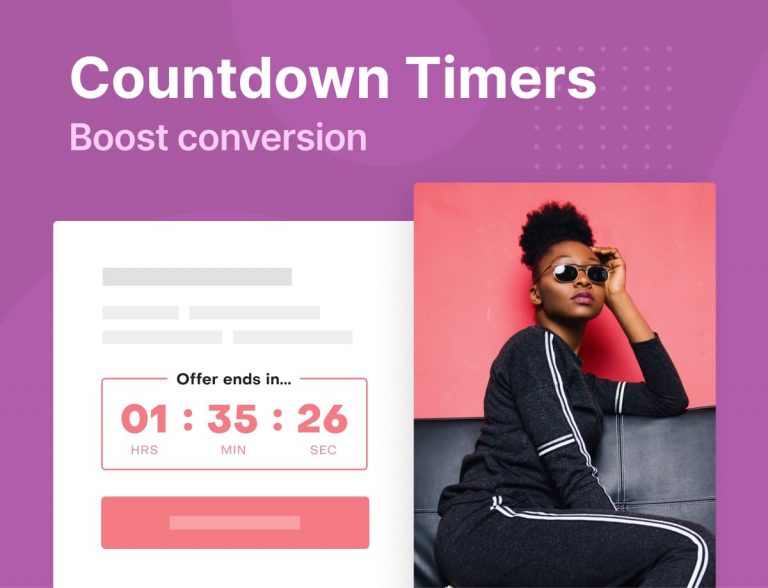 Countdown Timers
Boost conversion
Offer ends in...
01 : 35 : 26
HRS MIN SEC